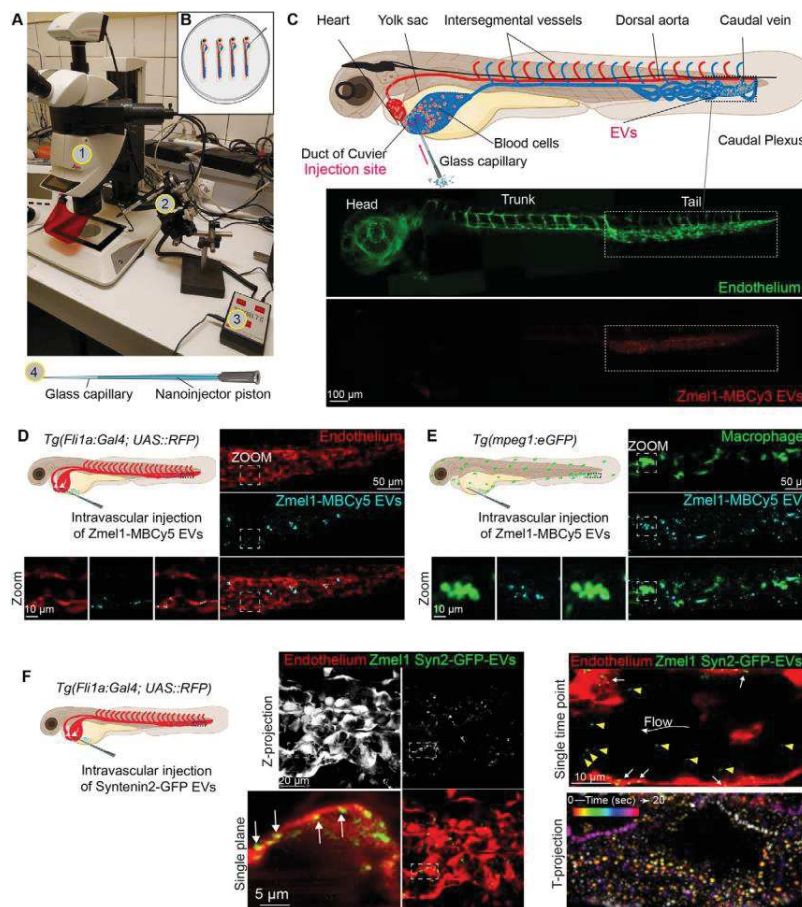 A
B
1
2
3
4
Glass capillary
Nanoinjector piston
C
Heart
Yolk sac
Intersegmental vessels
Dorsal aorta
Caudal vein
EVs
Blood cells
Caudal Plexus
Duct of Cuvier
Glass capillary
Injection site
Head
Trunk
Tail
Endothelium
100 µm
Zmel1-MBCy3 EVs
D
Tg(Fli1a:Gal4; UAS::RFP)
Intravascular injection
of Zmel1-MBCy5 EVs
Endothelium
ZOOM
50 µm
Zmel1-MBCy5 EVs
Zoom
10 µm
E
Tg(mpeg1:eGFP)
Intravascular injection
of Zmel1-MBCy5 EVs
Macrophage
ZOOM
50 µm
Zmel1-MBCy5 EV
Zoom
10 µm
F
Tg(Fli1a:Gal4; UAS::RFP)
Intravascular injection
of Syntenin2-GFP EVs
Endothelium Zmel1 Syn2-GFP-EVs
Z-projection
20 µm
Single plane
5 µm
Endothelium Zmel1 Syn2-GFP-EVs
Flow
10 µm
Single time point
0
Time (sec)
20
T-projection